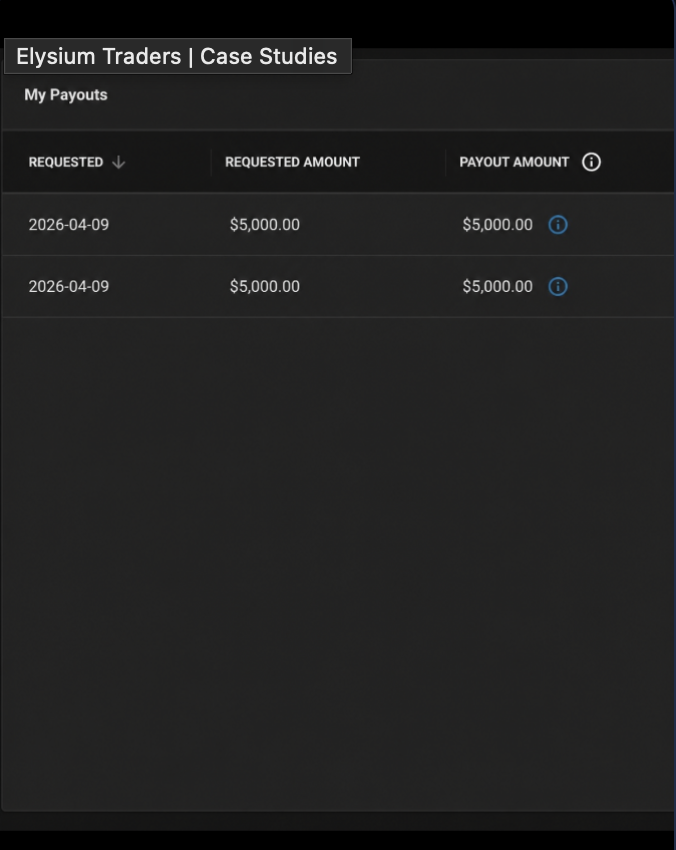 Elysium Traders | Case Studies
My Payouts
REQUESTED ↓ REQUESTED AMOUNT PAYOUT AMOUNT
2026-04-09 $5,000.00 $5,000.00
2026-04-09 $5,000.00 $5,000.00